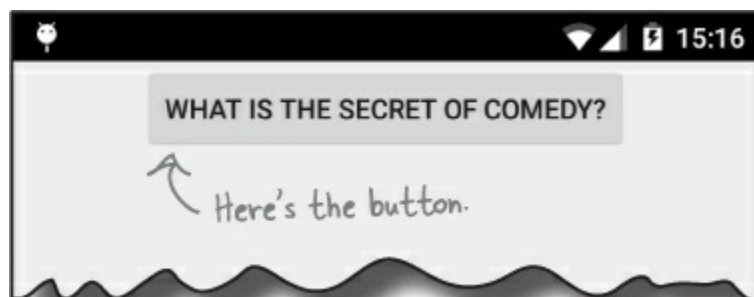 15:16
WHAT IS THE SECRET OF COMEDY?
Here's the button.